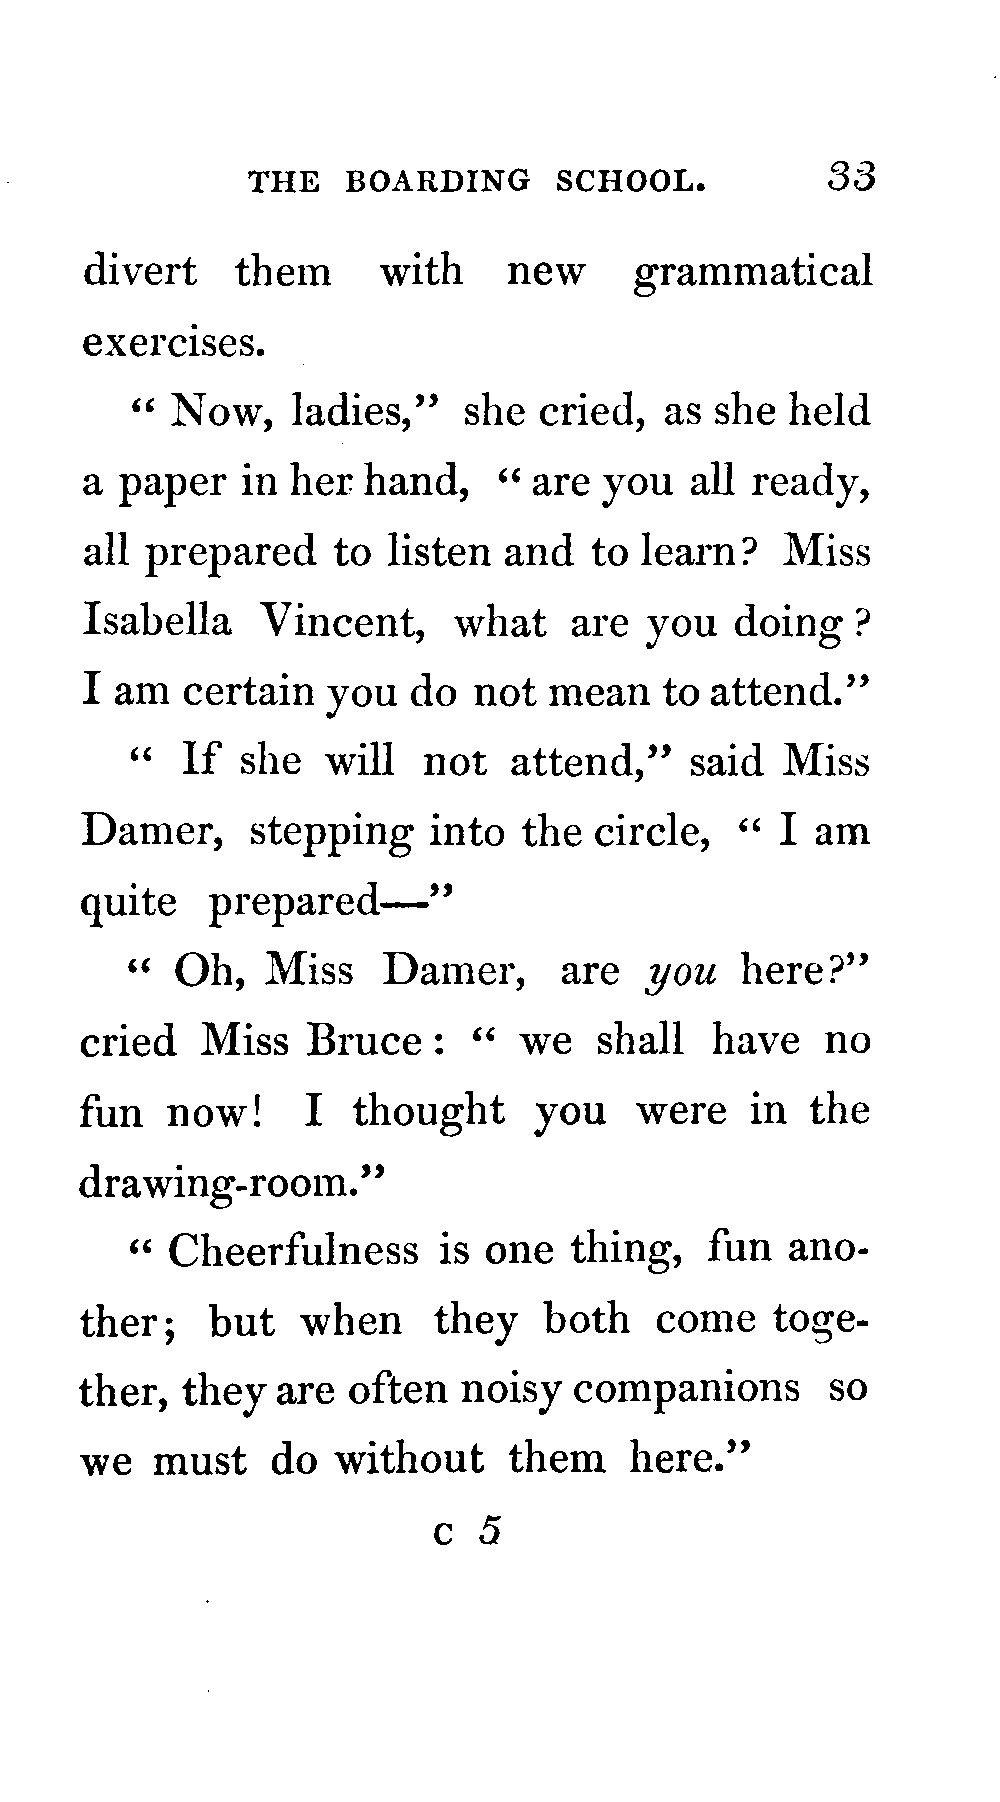 THE BOARDING SCHOOL. 33
divert them with new grammatical
exercises.
“ Now, ladies,” she cried, as she held
a paper in her hand, “ are you all ready,
all prepared to listen and to learn? Miss
Isabella Vincent, what are you doing ?
I am certain you do not mean to attend.”
“ If she will not attend,” said Miss
Damer, stepping into the circle, “ I am
quite prepared—”
“ Oh, Miss Damer, are you here?”
cried Miss Bruce : “ we shall have no
fun now! I thought you were in the
drawing-room.”
“ Cheerfulness is one thing, fun ano-
ther; but when they both come toge-
ther, they are often noisy companions so
we must do without them here.”
C 5